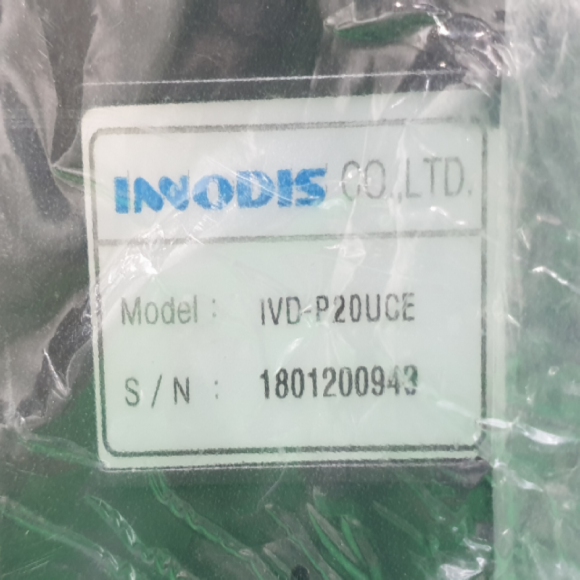 INNODIS CO.,LTD.
Model : IVD-P20UCE
S / N : 1801200943